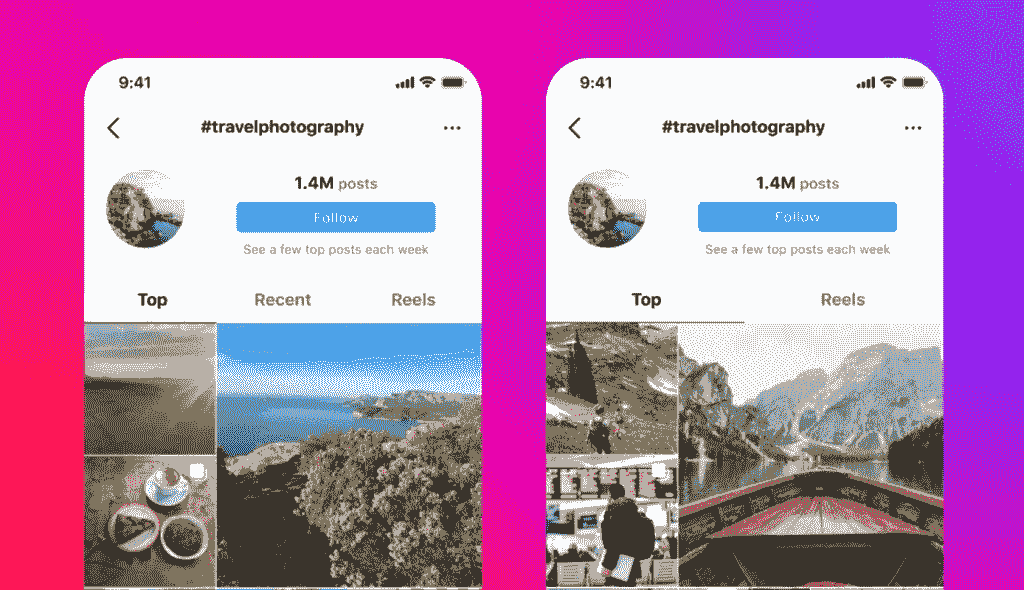 9:41
#travelphotography
1.4M posts
Follow
See a few top posts each week
Top Recent Reels
9:41
#travelphotography
1.4M posts
Follow
See a few top posts each week
Top Reels